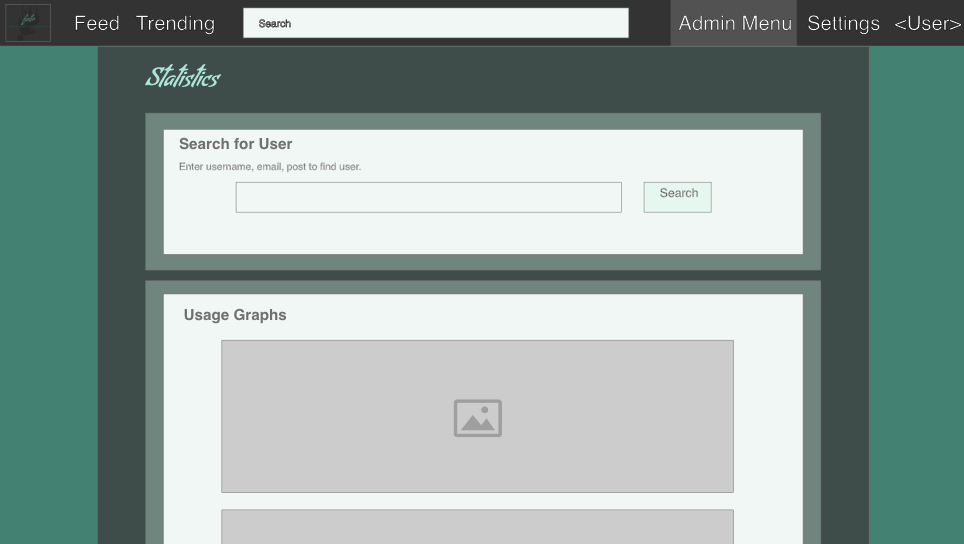 Feed Trending Search Admin Menu Settings <User>
Statistics
Search for User
Enter username, email, post to find user.
Search
Usage Graphs